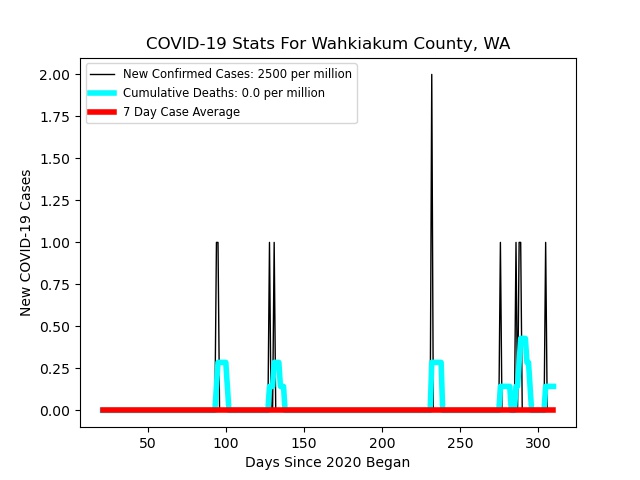 COVID-19 Stats For Wahkiakum County, WA
New Confirmed Cases: 2500 per million
Cumulative Deaths: 0.0 per million
7 Day Case Average
New COVID-19 Cases
2.00
1.75
1.50
1.25
1.00
0.75
0.50
0.25
0.00
50 100 150 200 250 300
Days Since 2020 Began